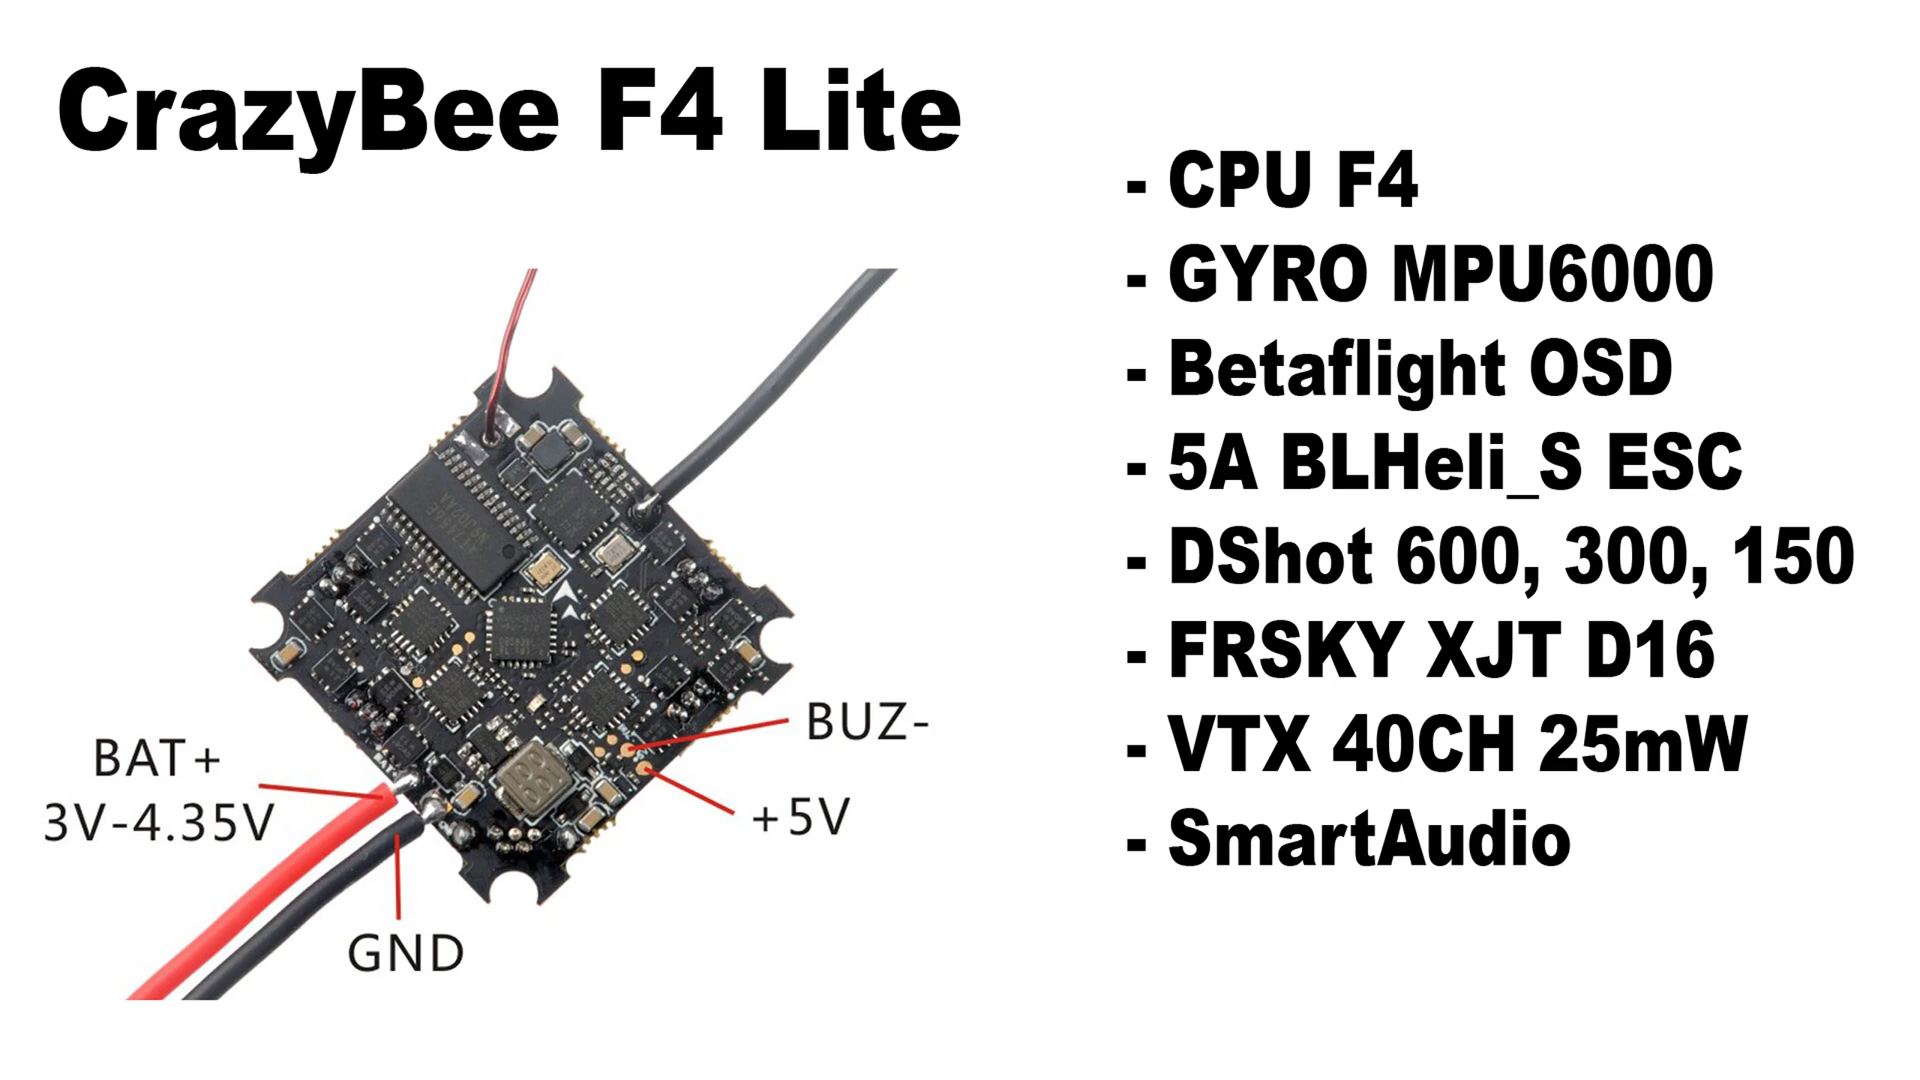 CrazyBee F4 Lite
- CPU F4
- GYRO MPU6000
- Betaflight OSD
- 5A BLHeli_S ESC
- DShot 600, 300, 150
- FRSKY XJT D16
- VTX 40CH 25mW
- SmartAudio
BUZ-
BAT+
3V-4.35V
+5V
GND